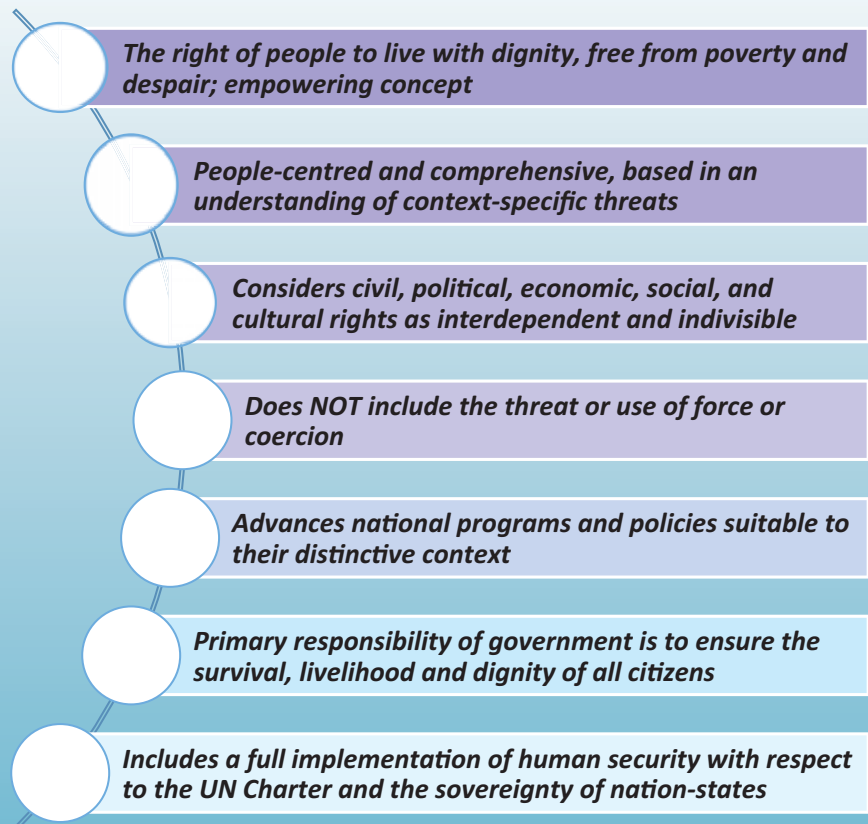 The right of people to live with dignity, free from poverty and
despair; empowering concept
People-centred and comprehensive, based in an
understanding of context-specific threats
Considers civil, political, economic, social, and
cultural rights as interdependent and indivisible
Does NOT include the threat or use of force or
coercion
Advances national programs and policies suitable to
their distinctive context
Primary responsibility of government is to ensure the
survival, livelihood and dignity of all citizens
Includes a full implementation of human security with respect
to the UN Charter and the sovereignty of nation-states